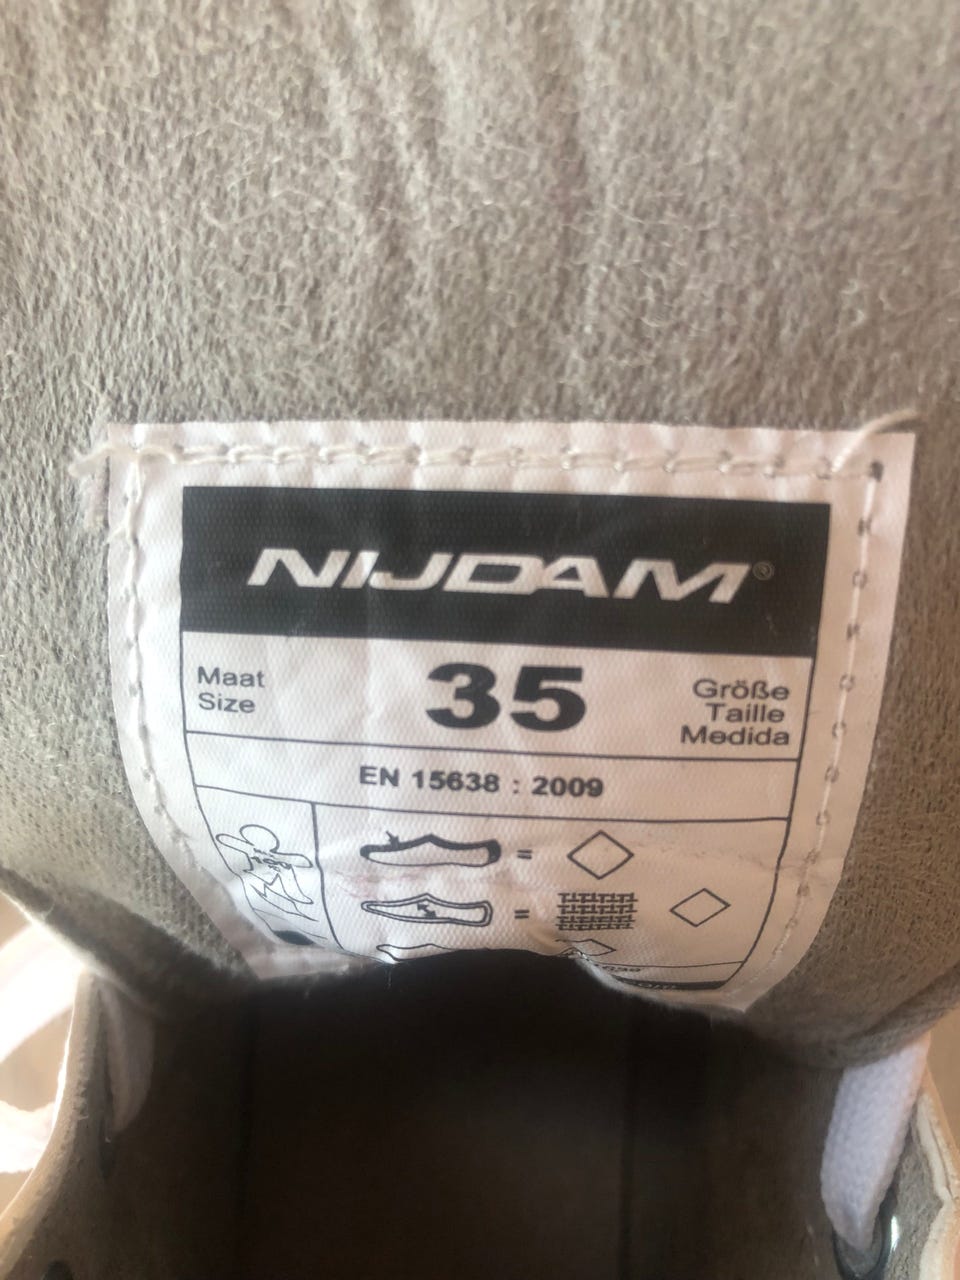 NIJDAM®
Maat
Size
35
Größe
Taille
Medida
EN 15638 : 2009
=
=